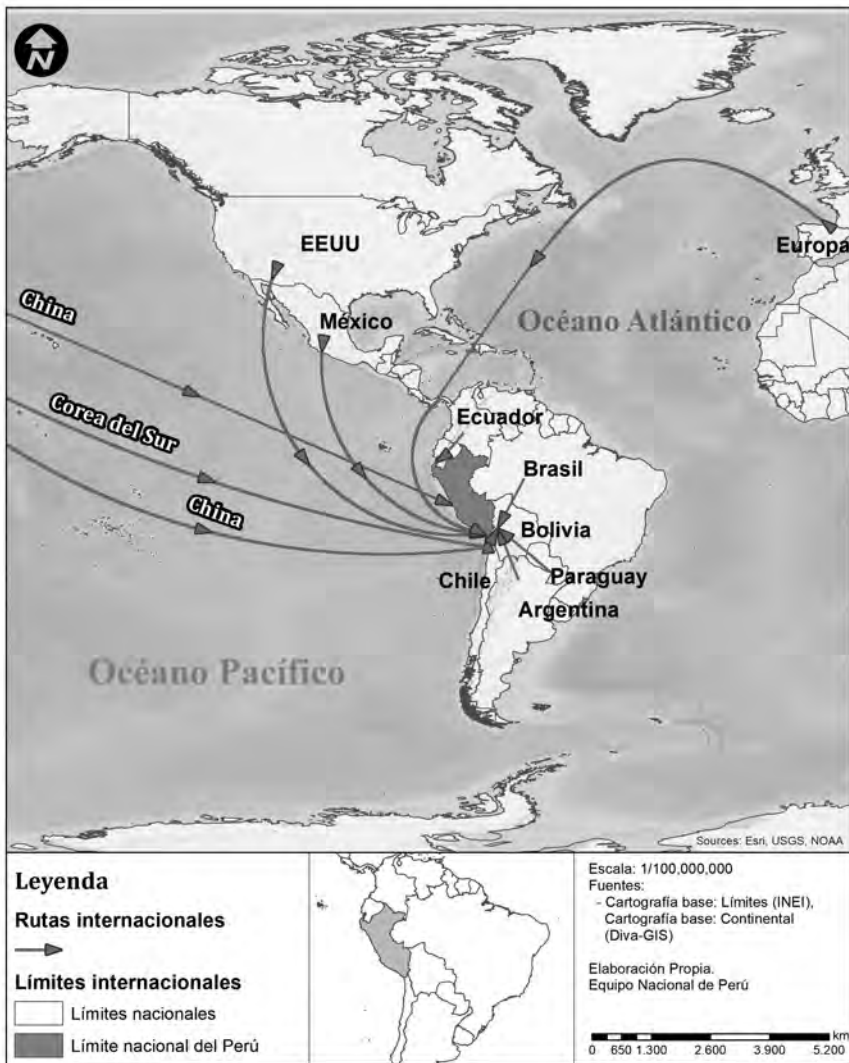 N
EEUU
Europa
China
México
Océano Atlántico
Corea del Sur
Ecuador
Brasil
China
Bolivia
Chile
Paraguay
Argentina
Océano Pacífico
Sources: Esri, USGS, NOAA
Leyenda
Rutas internacionales
Límites internacionales
Límites nacionales
Límite nacional del Perú
Escala: 1/100,000,000
Fuentes:
- Cartografía base: Límites (INEI),
Cartografía base: Continental
(Diva-GIS)
Elaboración Propia.
Equipo Nacional de Perú
km
0 650 1.300 2.600 3.900 5.200